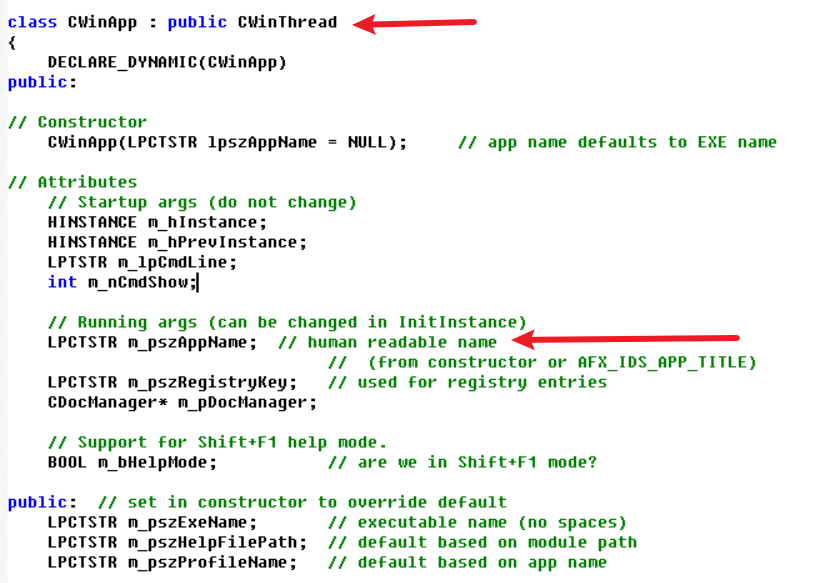 class CWinApp : public CWinThread
{
    DECLARE_DYNAMIC(CWinApp)
public:

// Constructor
    CWinApp(LPCTSTR lpszAppName = NULL);     // app name defaults to EXE name

// Attributes
    // Startup args (do not change)
    HINSTANCE m_hInstance;
    HINSTANCE m_hPrevInstance;
    LPTSTR m_lpCmdLine;
    int m_nCmdShow;

    // Running args (can be changed in InitInstance)
    LPCTSTR m_pszAppName;  // human readable name
                                //  (from constructor or AFX_IDS_APP_TITLE)
    LPCTSTR m_pszRegistryKey;   // used for registry entries
    CDocManager* m_pDocManager;

    // Support for Shift+F1 help mode.
    BOOL m_bHelpMode;           // are we in Shift+F1 mode?

public:  // set in constructor to override default
    LPCTSTR m_pszExeName;       // executable name (no spaces)
    LPCTSTR m_pszHelpFilePath;  // default based on module path
    LPCTSTR m_pszProfileName;   // default based on app name